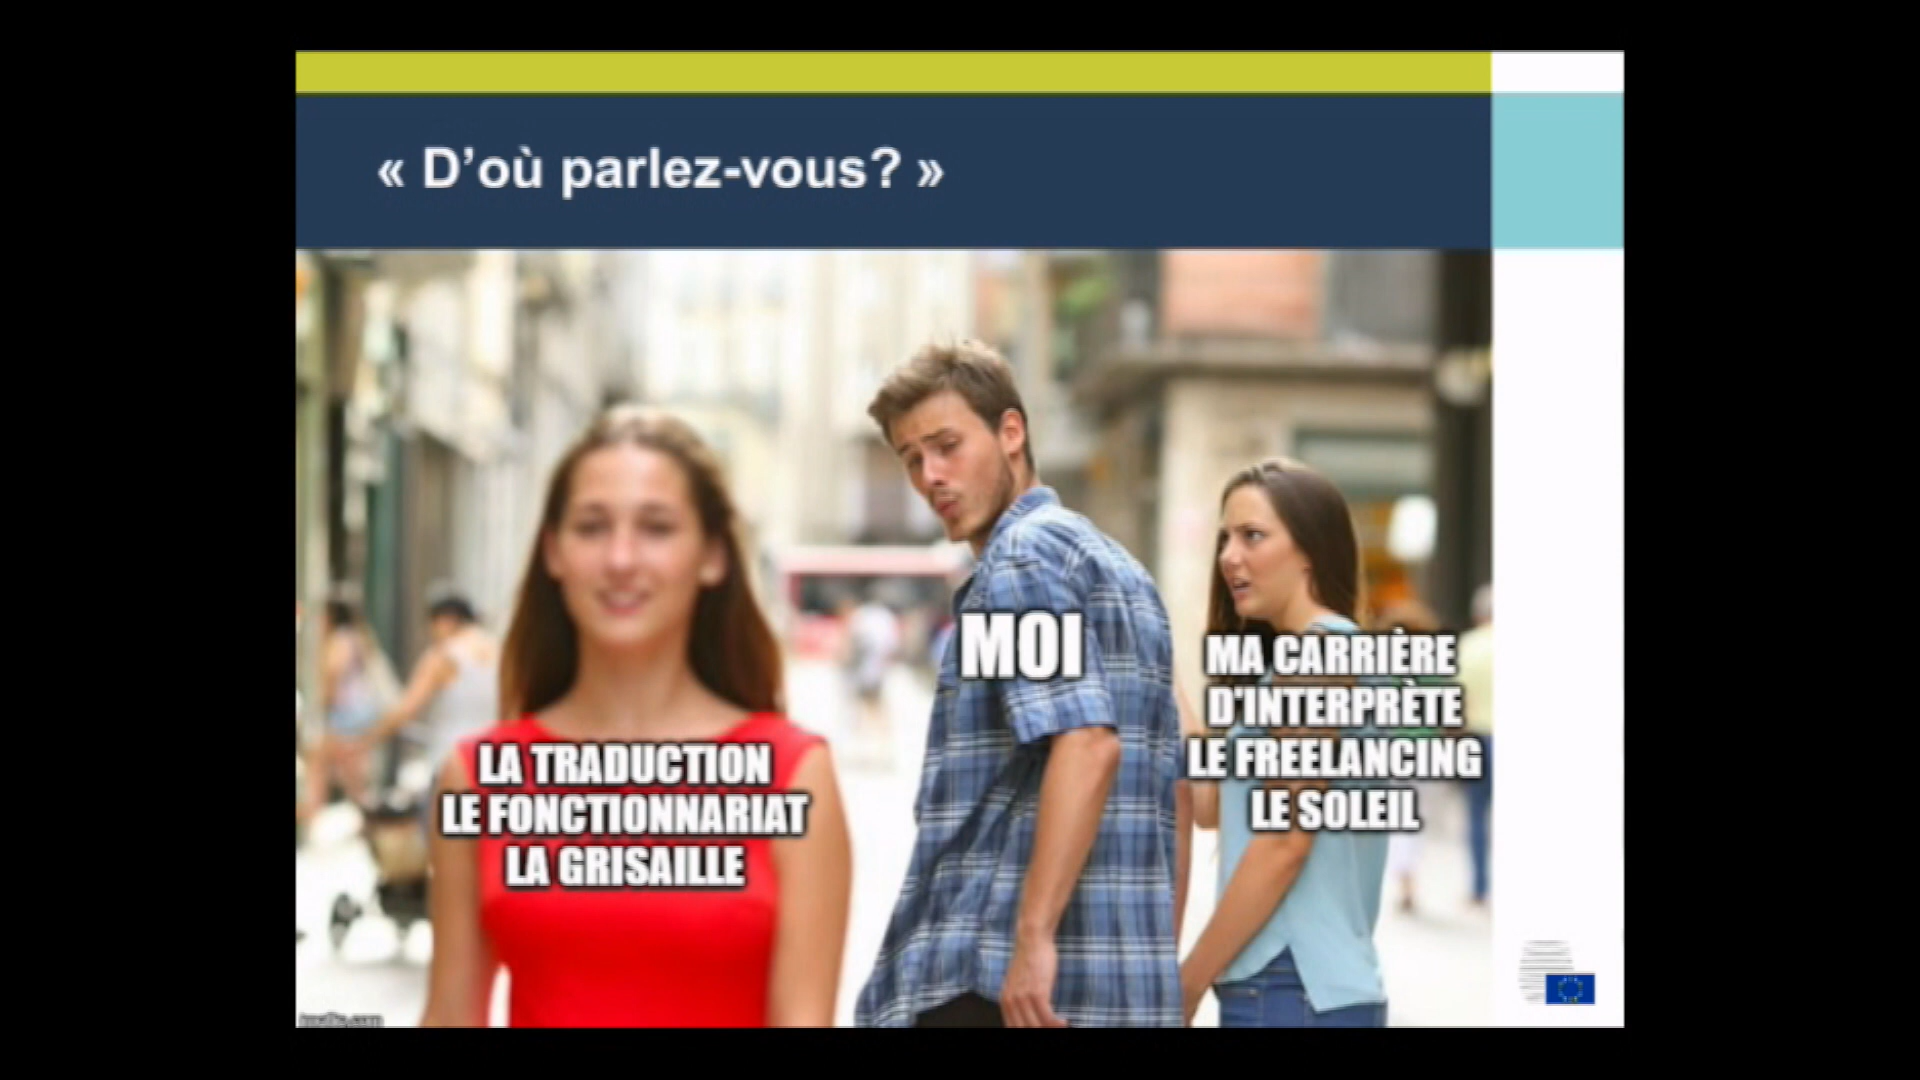 « D’où parlez-vous? »
MOI
MA CARRIÈRE
D'INTERPRÈTE
LE FREELANCING
LE SOLEIL
LA TRADUCTION
LE FONCTIONNARIAT
LA GRISAILLE